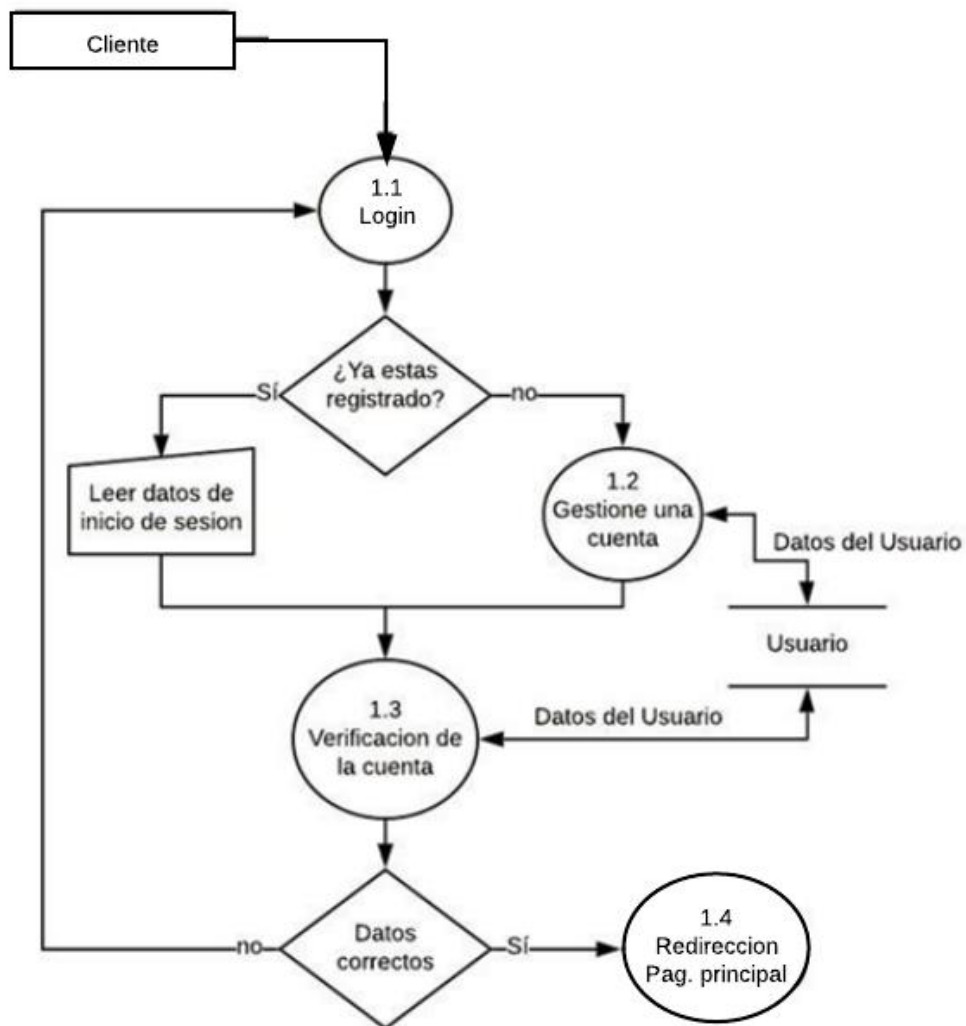 Cliente
1.1
Login
¿Ya estas
registrado?
Sí
no
Leer datos de
inicio de sesion
1.2
Gestione una
cuenta
Datos del Usuario
Usuario
1.3
Verificacion de
la cuenta
Datos del Usuario
Datos
correctos
no
Sí
1.4
Redireccion
Pag. principal